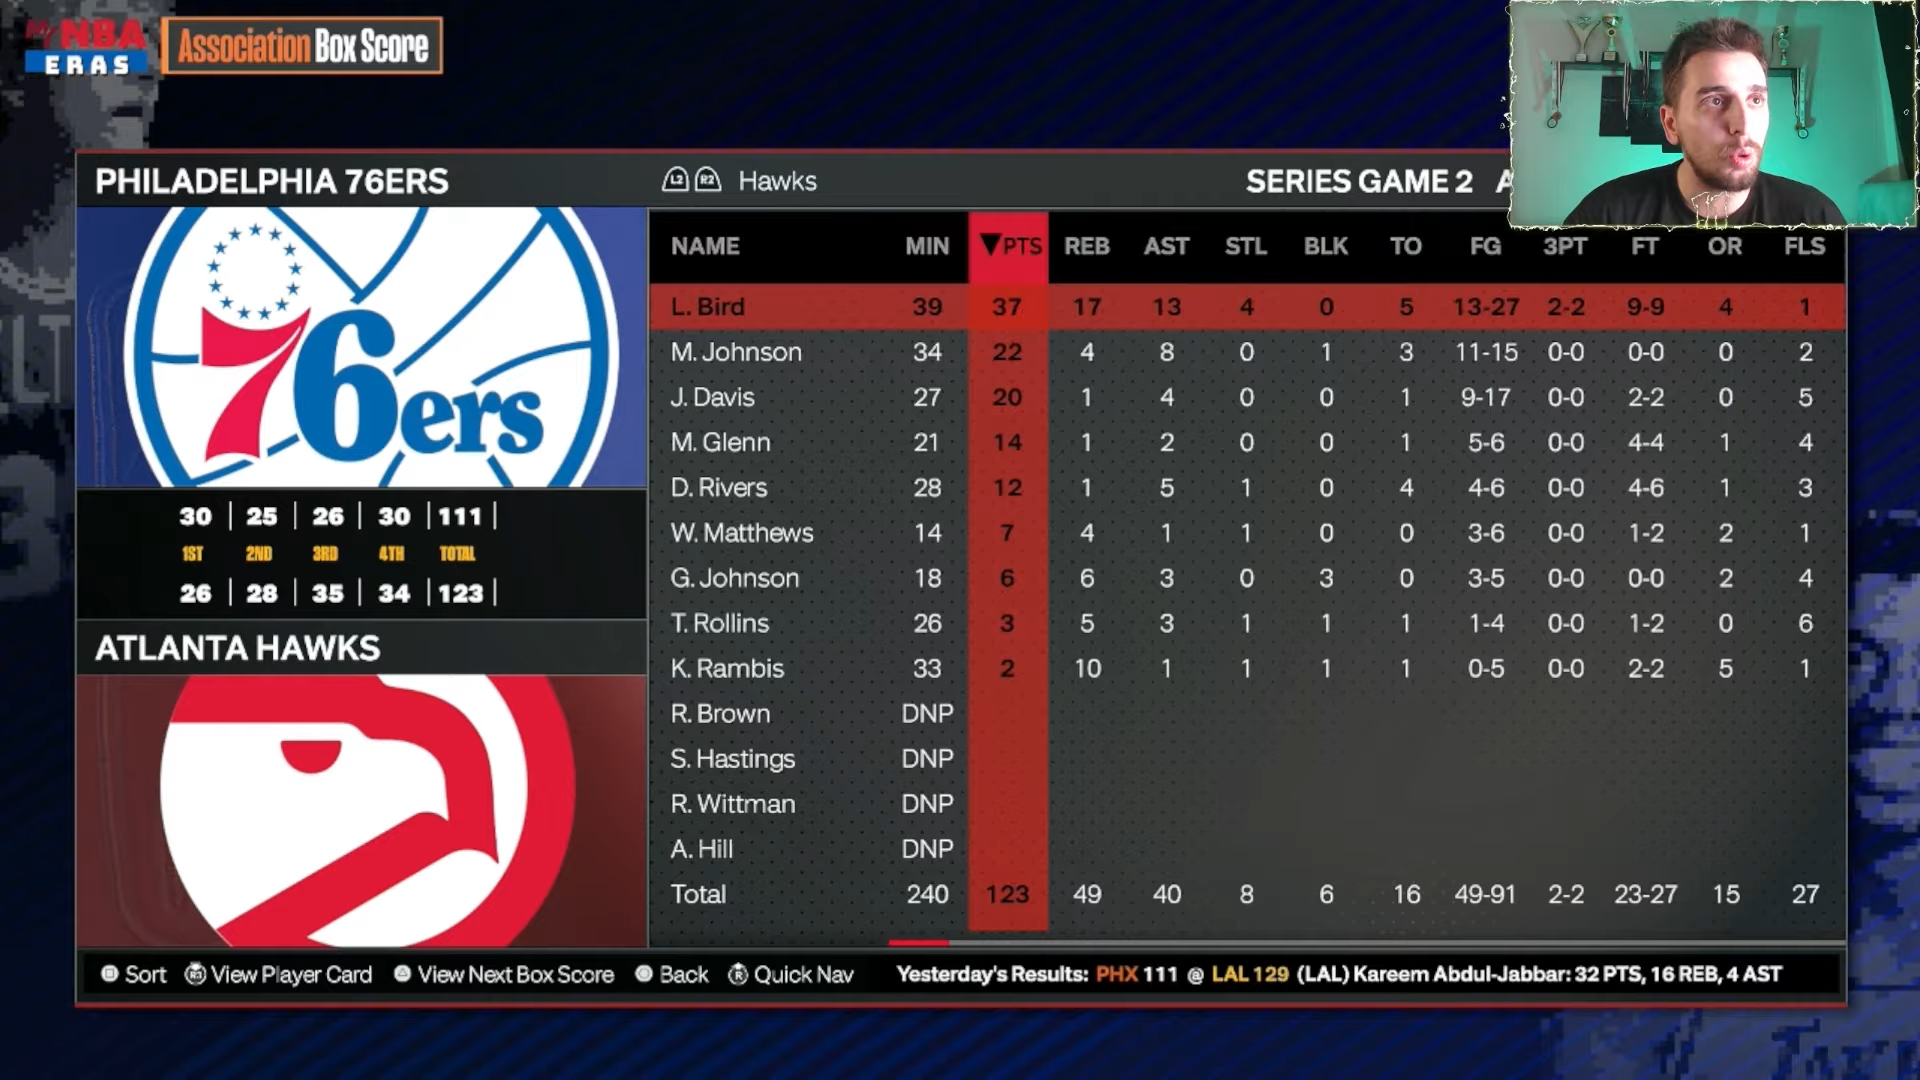 MyNBA
ERAS
Association Box Score
PHILADELPHIA 76ERS
L2 R2 Hawks
SERIES GAME 2 A
76ers
30 | 25 | 26 | 30 | 111 |
1ST 2ND 3RD 4TH TOTAL
26 | 28 | 35 | 34 | 123 |
ATLANTA HAWKS
NAME MIN ▼PTS REB AST STL BLK TO FG 3PT FT OR FLS
L. Bird 39 37 17 13 4 0 5 13-27 2-2 9-9 4 1
M. Johnson 34 22 4 8 0 1 3 11-15 0-0 0-0 0 2
J. Davis 27 20 1 4 0 0 1 9-17 0-0 2-2 0 5
M. Glenn 21 14 1 2 0 0 1 5-6 0-0 4-4 1 4
D. Rivers 28 12 1 5 1 0 4 4-6 0-0 4-6 1 3
W. Matthews 14 7 4 1 1 0 0 3-6 0-0 1-2 2 1
G. Johnson 18 6 6 3 0 3 0 3-5 0-0 0-0 2 4
T. Rollins 26 3 5 3 1 1 1 1-4 0-0 1-2 0 6
K. Rambis 33 2 10 1 1 1 1 0-5 0-0 2-2 5 1
R. Brown DNP
S. Hastings DNP
R. Wittman DNP
A. Hill DNP
Total 240 123 49 40 8 6 16 49-91 2-2 23-27 15 27
Sort View Player Card View Next Box Score Back R Quick Nav Yesterday's Results: PHX 111 @ LAL 129 (LAL) Kareem Abdul-Jabbar: 32 PTS, 16 REB, 4 AST